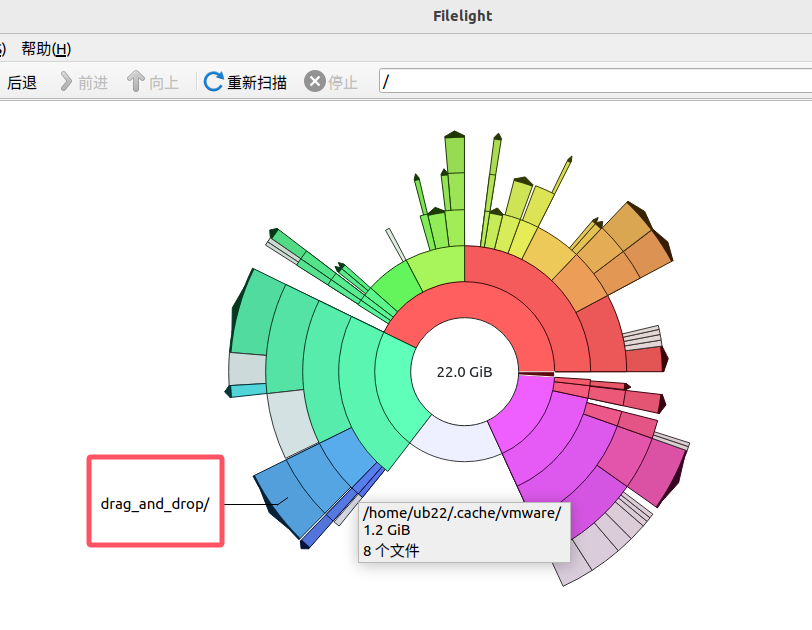 Filelight
S) 帮助(H)
后退 前进 向上 重新扫描 停止 /
22.0 GiB
drag_and_drop/
/home/ub22/.cache/vmware/
1.2 GiB
8 个文件